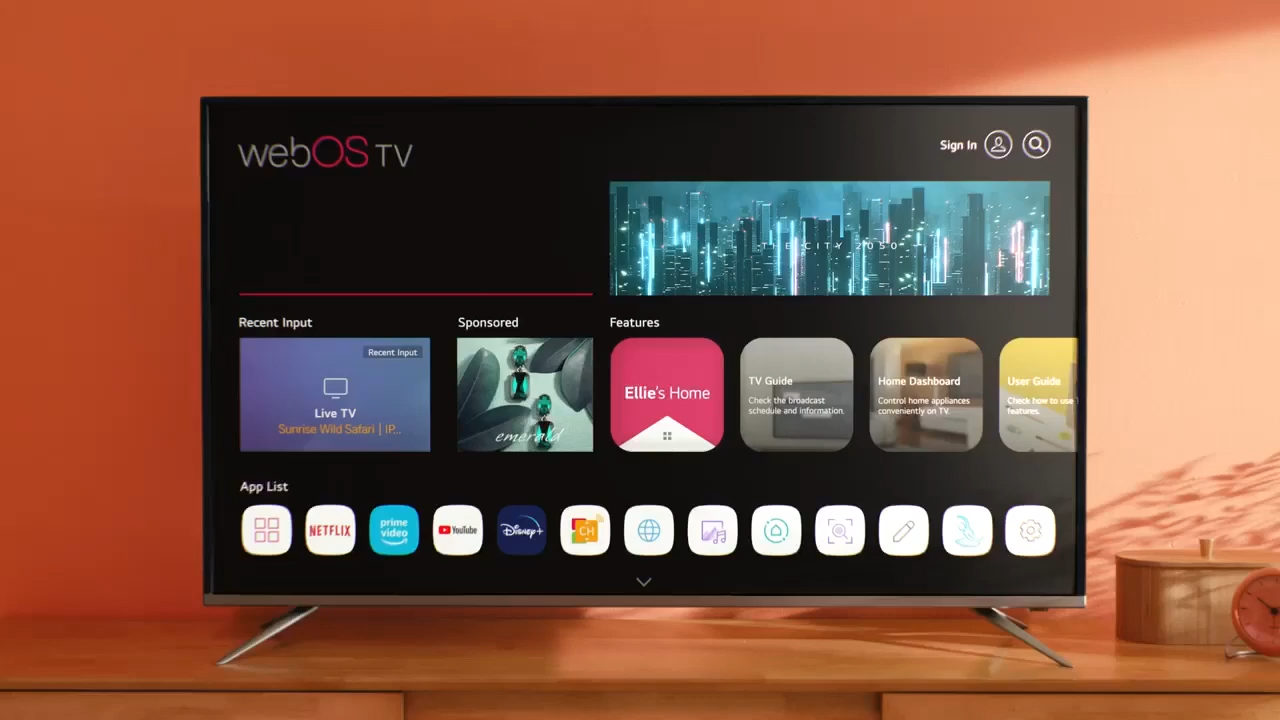 webOS TV
Sign In
THE CITY 2050
Recent Input
Sponsored
Features
Recent Input
Live TV
Sunrise Wild Safari | IP...
emerald
Ellie's Home
TV Guide
Check the broadcast
schedule and information.
Home Dashboard
Control home appliances
conveniently on TV.
User Guide
Check how to use
features.
App List
NETFLIX
prime
video
YouTube
Disney+
CH